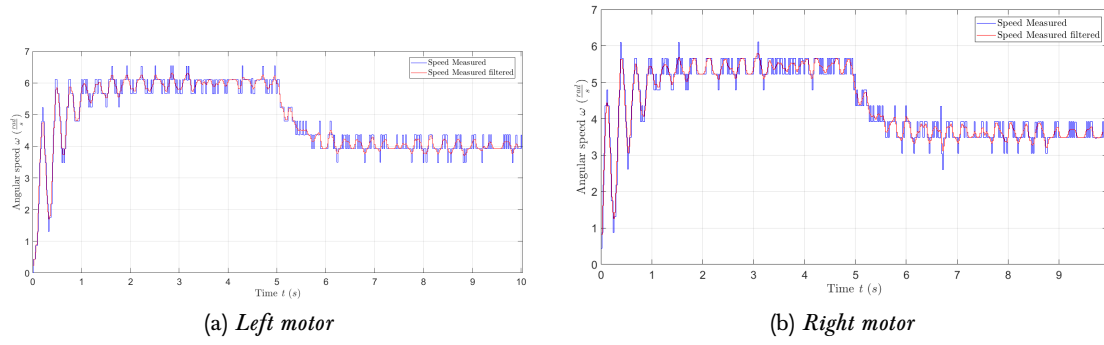 7
6
5
4
3
2
1
0
Angular speed ω (rad/s)
Speed Measured
Speed Measured filtered
0 1 2 3 4 5 6 7 8 9 10
Time t (s)
(a) Left motor
7
6
5
4
3
2
1
0
Angular speed ω (rad/s)
Speed Measured
Speed Measured filtered
0 1 2 3 4 5 6 7 8 9
Time t (s)
(b) Right motor